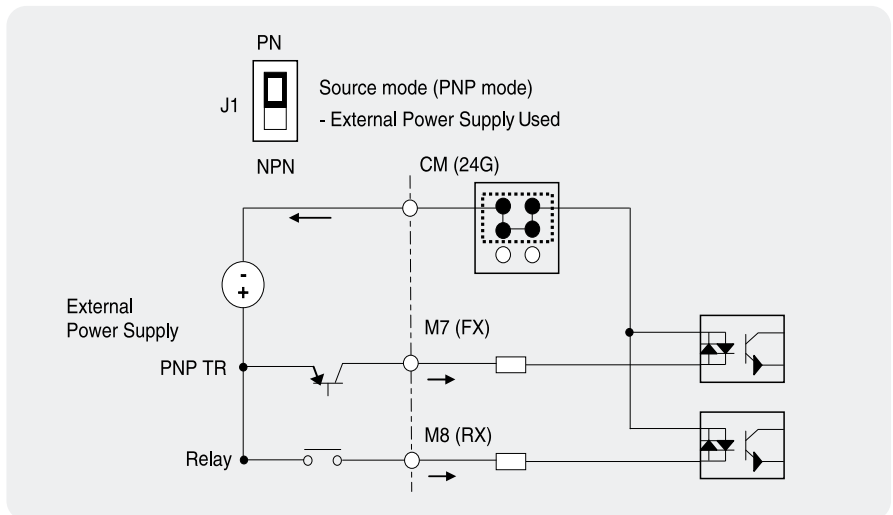 PN
J1
Source mode (PNP mode)
- External Power Supply Used
NPN
CM (24G)
-
+
External
Power Supply
M7 (FX)
PNP TR
M8 (RX)
Relay